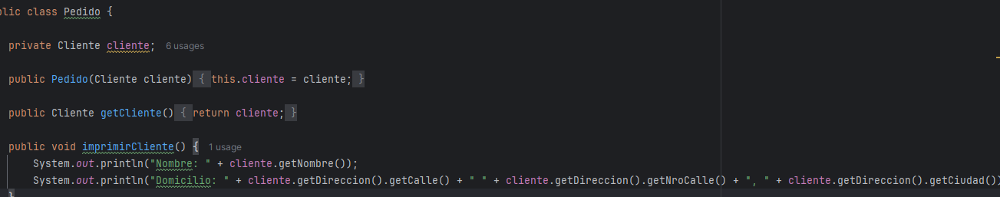 blic class Pedido {
private Cliente cliente; 6 usages
public Pedido(Cliente cliente) { this.cliente = cliente; }
public Cliente getCliente() { return cliente; }
public void imprimirCliente() { 1 usage
System.out.println("Nombre: " + cliente.getNombre());
System.out.println("Domicilio: " + cliente.getDireccion().getCalle() + " " + cliente.getDireccion().getNroCalle() + ", " + cliente.getDireccion().getCiudad())
}